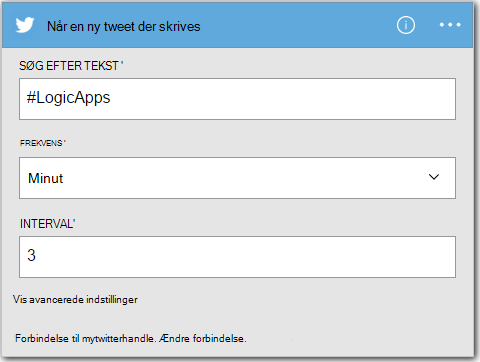 Når en ny tweet der skrives
SØG EFTER TEKST*
#LogicApps
FREKVENS*
Minut
INTERVAL*
3
Vis avancerede indstillinger
Forbindelse til mytwitterhandle. Ændre forbindelse.